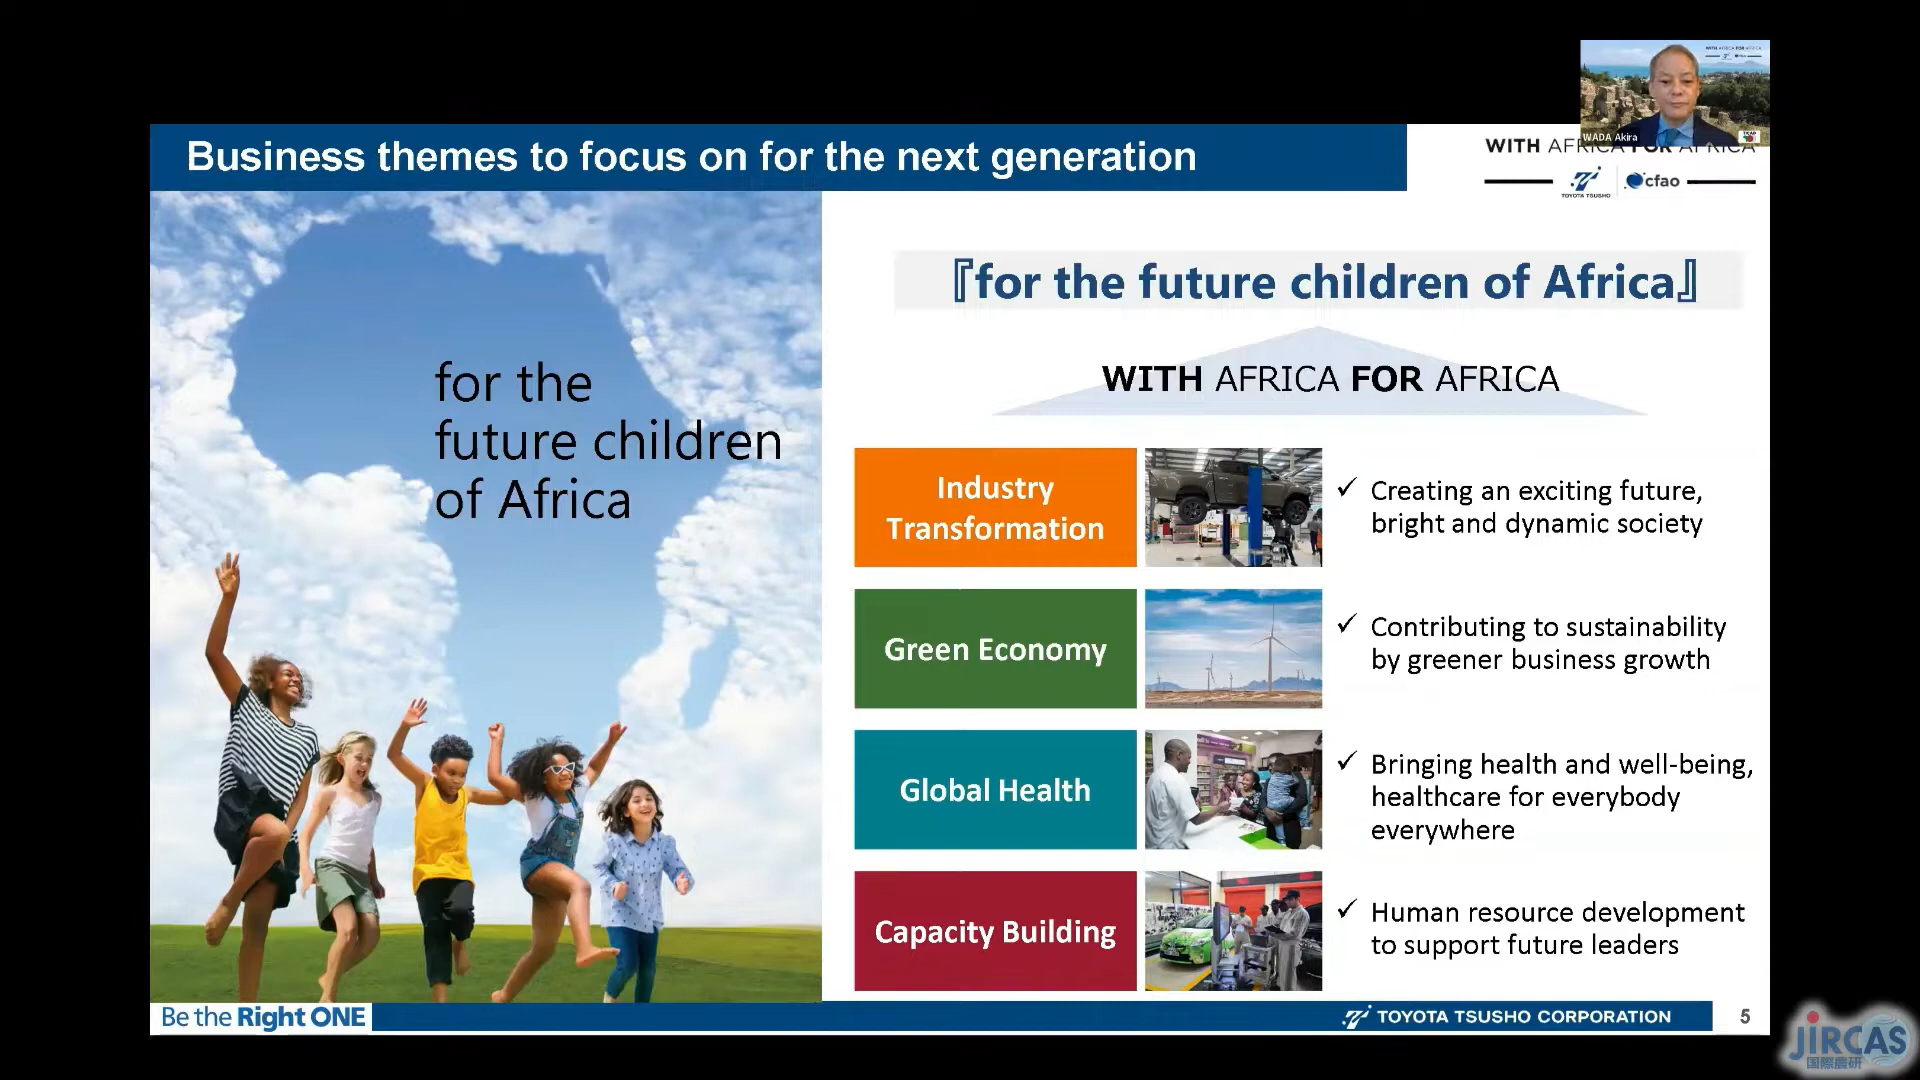 WADA Akira
Business themes to focus on for the next generation
WITH AFRICA FOR AFRICA
TOYOTA TSUSHO
cfao
for the
future children
of Africa
『for the future children of Africa』
WITH AFRICA FOR AFRICA
Industry
Transformation
✓ Creating an exciting future,
bright and dynamic society
Green Economy
✓ Contributing to sustainability
by greener business growth
Global Health
✓ Bringing health and well-being,
healthcare for everybody
everywhere
Capacity Building
✓ Human resource development
to support future leaders
Be the Right ONE
TOYOTA TSUSHO CORPORATION
5
JIRCAS
国際農研